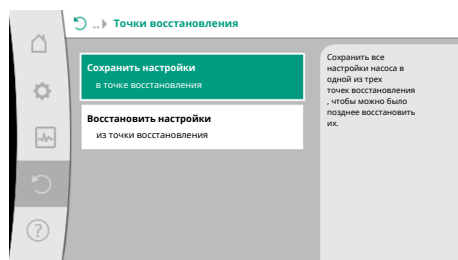 .. Точки восстановления
Сохранить настройки
в точке восстановления
Восстановить настройки
из точки восстановления
Сохранить все
настройки насоса в
одной из трех
точек восстановления
, чтобы можно было
позднее восстановить
их.
?